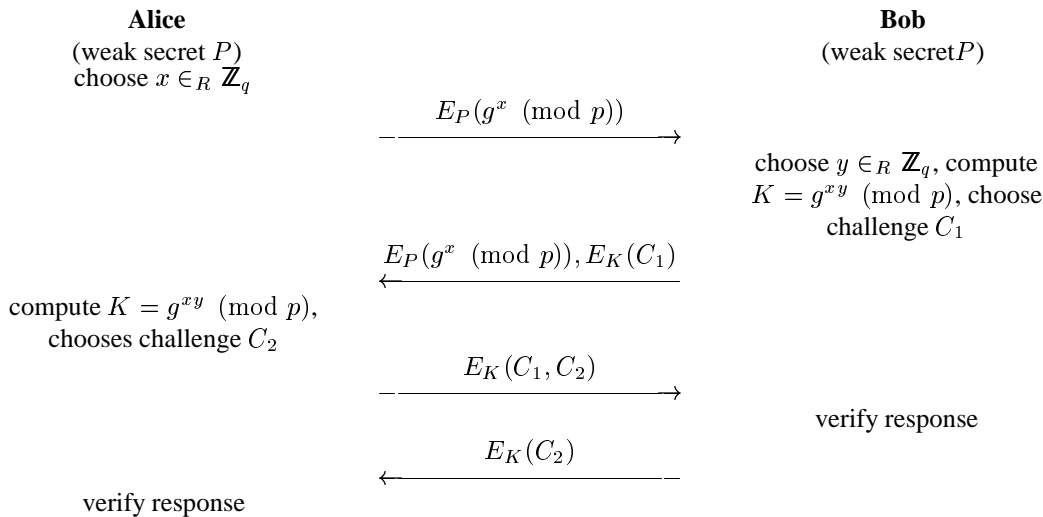 Alice
(weak secret P)
choose x ∈_R ℤ_q
Bob
(weak secretP)
E_P(g^x (mod p))
choose y ∈_R ℤ_q, compute
K = g^{xy} (mod p), choose
challenge C_1
E_P(g^x (mod p)), E_K(C_1)
compute K = g^{xy} (mod p),
chooses challenge C_2
E_K(C_1, C_2)
verify response
E_K(C_2)
verify response